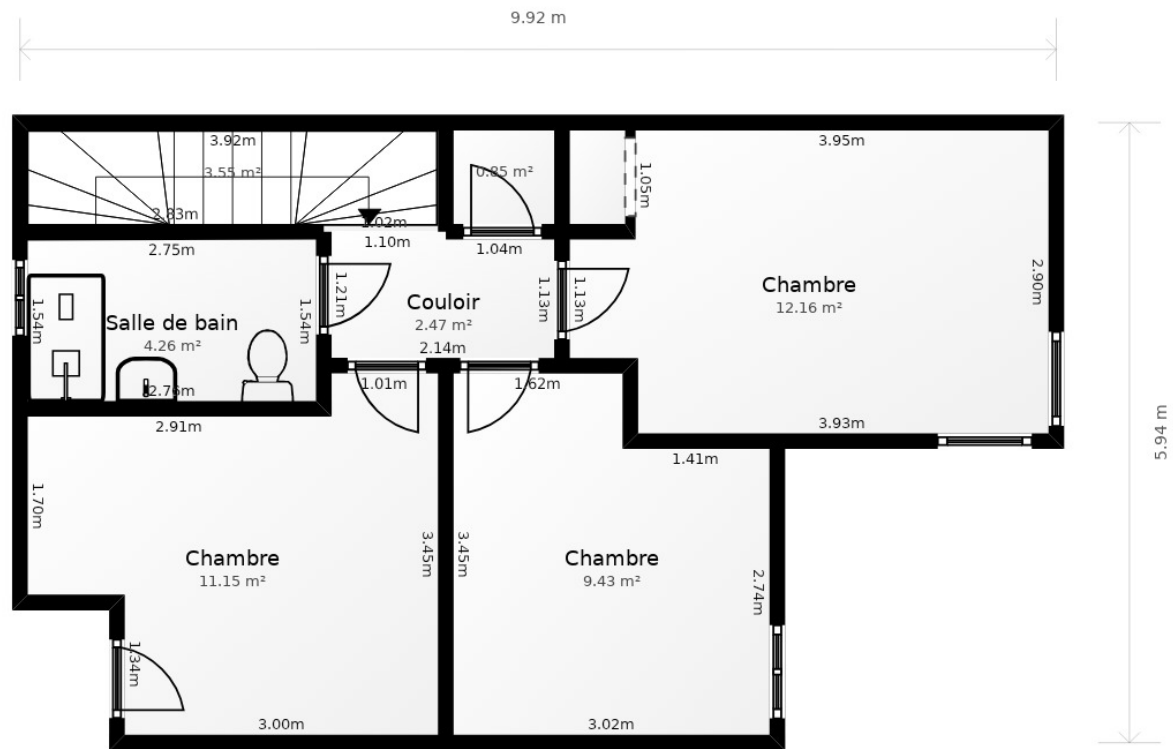 9.92 m
3.92m
3.55 m²
2.83m
1.02m
1.10m
0.85 m²
1.04m
1.05m
3.95m
2.90m
Chambre
12.16 m²
3.93m
5.94 m
2.75m
1.54m
Salle de bain
4.26 m²
2.76m
1.54m
1.21m
Couloir
2.47 m²
2.14m
1.13m
1.13m
1.01m
1.62m
2.91m
1.70m
Chambre
11.15 m²
3.45m
1.34m
3.00m
3.45m
1.41m
Chambre
9.43 m²
2.74m
3.02m